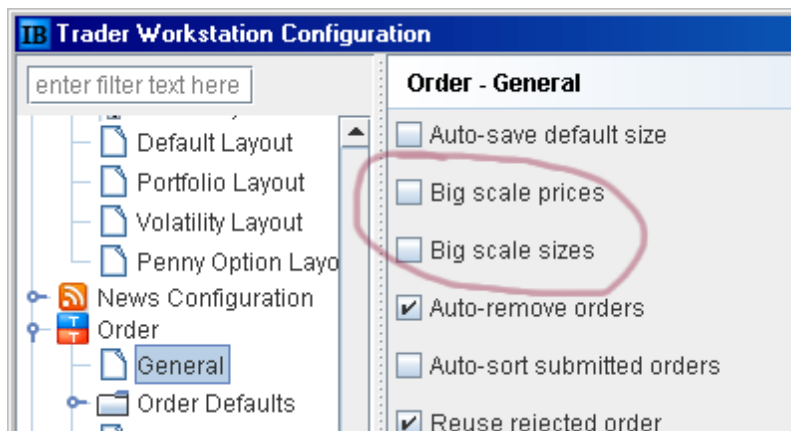 IB Trader Workstation Configuration
enter filter text here
Default Layout
Portfolio Layout
Volatility Layout
Penny Option Layo
News Configuration
Order
General
Order Defaults
Order - General
Auto-save default size
Big scale prices
Big scale sizes
Auto-remove orders
Auto-sort submitted orders
Reuse rejected order